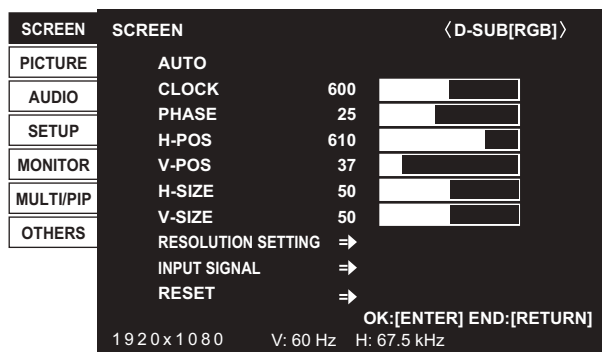 SCREEN
PICTURE
AUDIO
SETUP
MONITOR
MULTI/PIP
OTHERS
SCREEN 〈D-SUB[RGB]〉
AUTO
CLOCK 600
PHASE 25
H-POS 610
V-POS 37
H-SIZE 50
V-SIZE 50
RESOLUTION SETTING ⇒
INPUT SIGNAL ⇒
RESET ⇒
OK:[ENTER] END:[RETURN]
1920x1080 V: 60 Hz H: 67.5 kHz